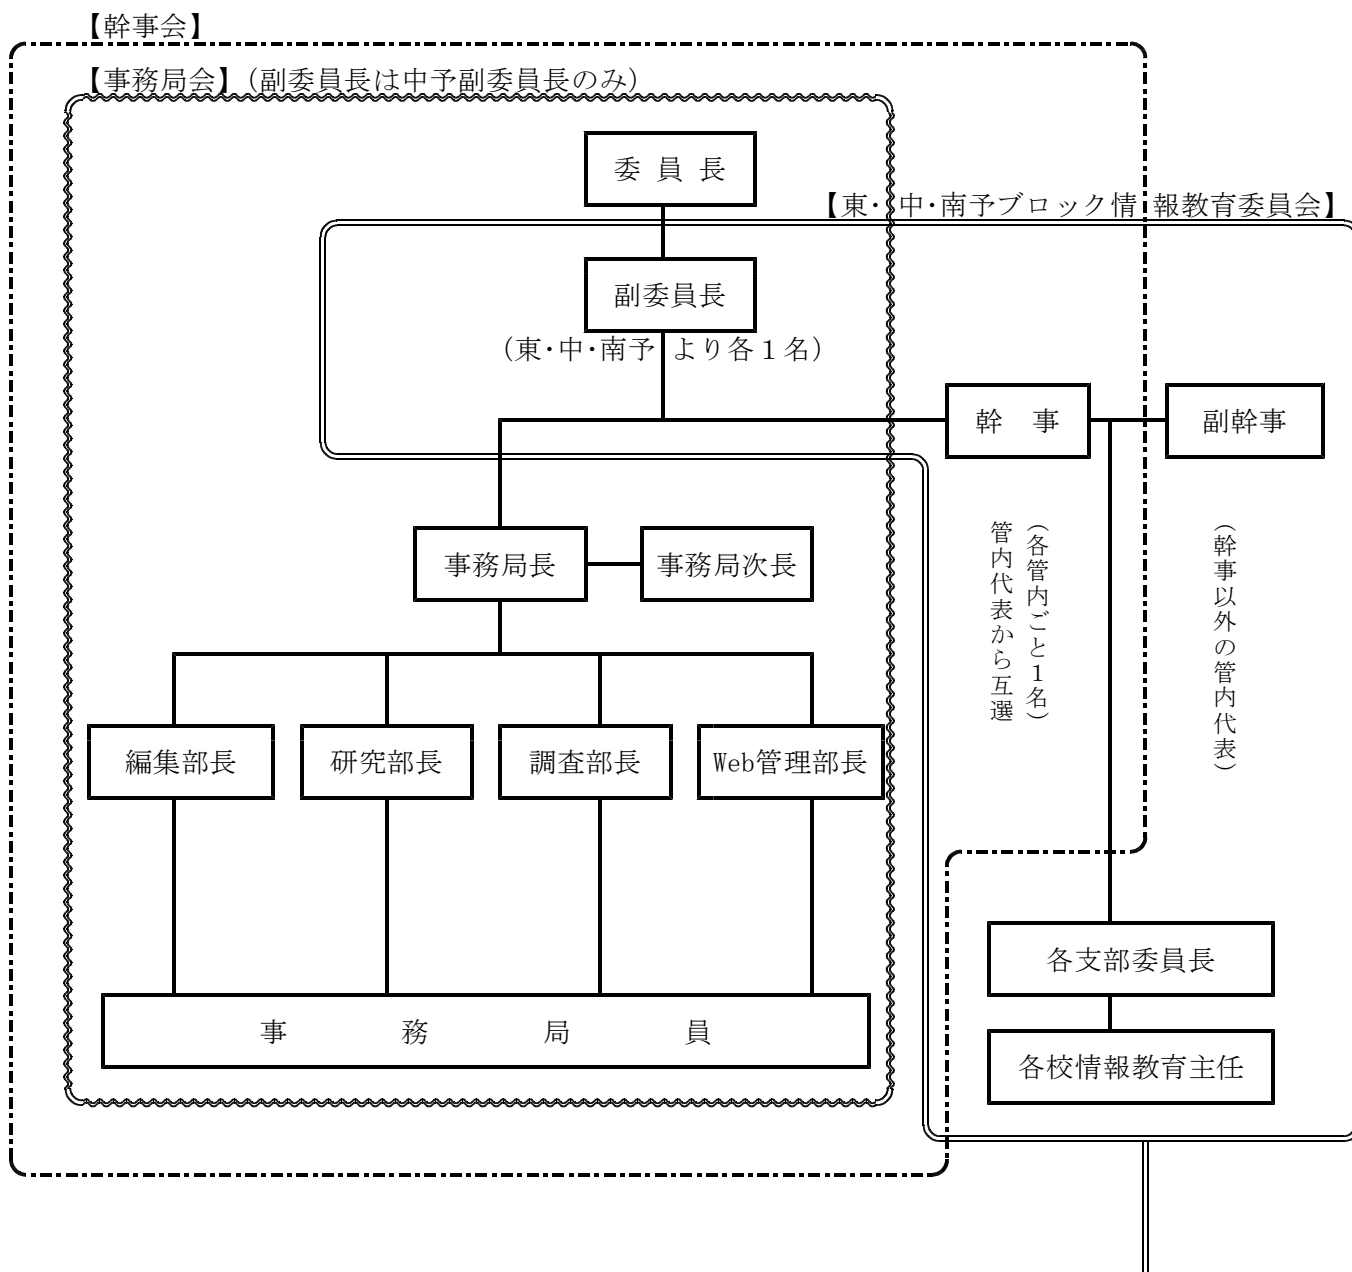 【幹事会】
【事務局会】(副委員長は中予副委員長のみ)
委 員 長
【東・中・南予ブロック情 報教育委員会】
副委員長
(東・中・南予 より各１名)
幹　事
副幹事
(各管内ごと１名)
管内代表から互選
(幹事以外の管内代表)
事務局長
事務局次長
編集部長
研究部長
調査部長
Web管理部長
各支部委員長
事　務　局　員
各校情報教育主任